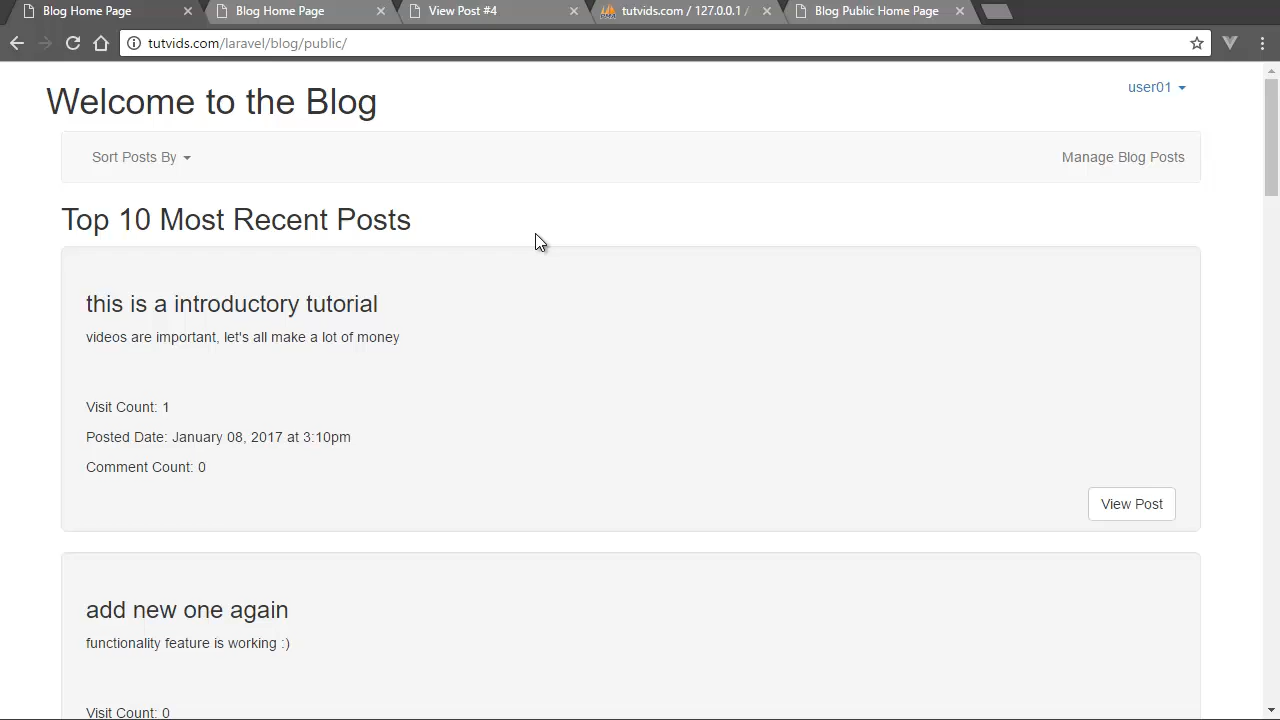 Blog Home Page
Blog Home Page
View Post #4
tutvids.com / 127.0.0.1 /
Blog Public Home Page
tutvids.com/laravel/blog/public/
user01
Welcome to the Blog
Sort Posts By
Manage Blog Posts
Top 10 Most Recent Posts
this is a introductory tutorial
videos are important, let's all make a lot of money
Visit Count: 1
Posted Date: January 08, 2017 at 3:10pm
Comment Count: 0
View Post
add new one again
functionality feature is working :)
Visit Count: 0